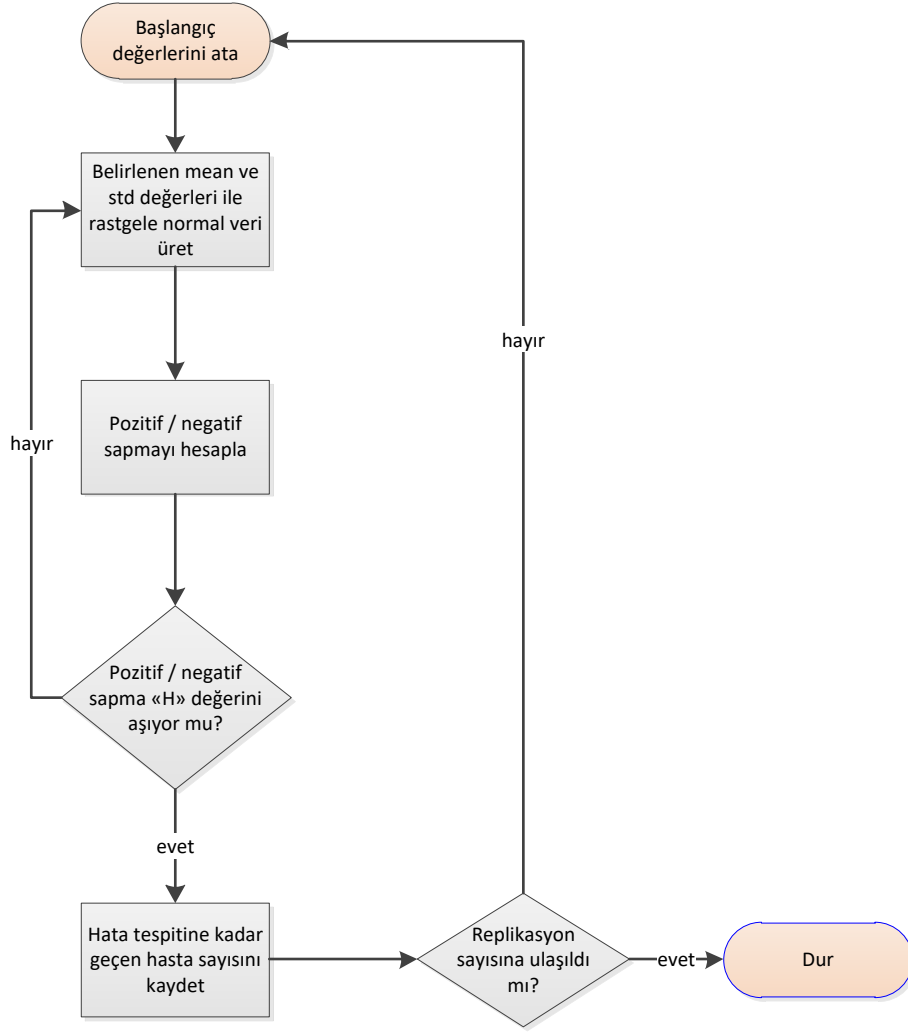 Başlangıç
değerlerini ata
Belirlenen mean ve
std değerleri ile
rastgele normal veri
üret
hayır
Pozitif / negatif
sapmayı hesapla
hayır
Pozitif / negatif
sapma «H» değerini
aşıyor mu?
evet
Hata tespitine kadar
geçen hasta sayısını
kaydet
Replikasyon
sayısına ulaşıldı
mı?
evet
Dur